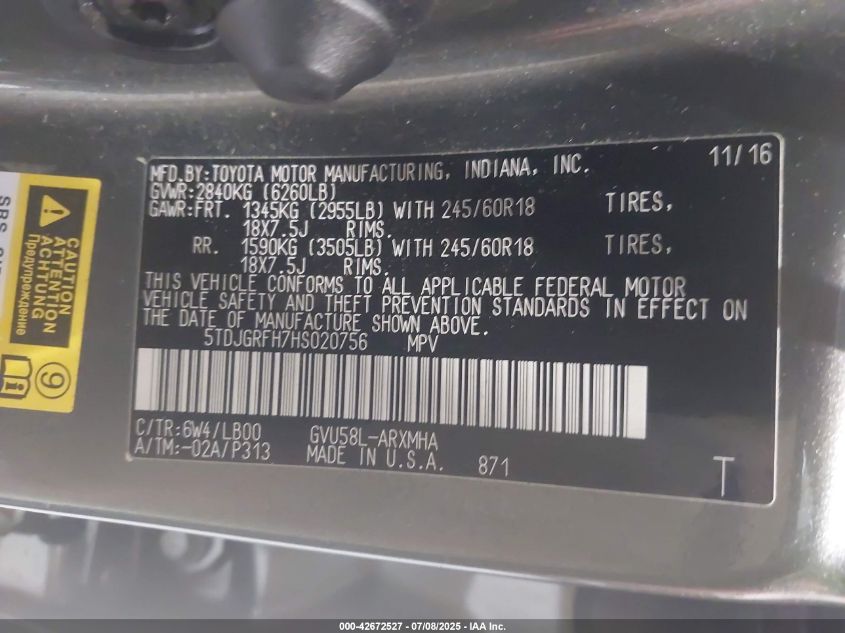 MFD.BY:TOYOTA MOTOR MANUFACTURING, INDIANA, INC. 11/16
GVWR:2840KG (6260LB)
GAWR:FRT. 1345KG (2955LB) WITH 245/60R18 TIRES,
18X7.5J RIMS.
RR. 1590KG (3505LB) WITH 245/60R18 TIRES,
18X7.5J RIMS.
THIS VEHICLE CONFORMS TO ALL APPLICABLE FEDERAL MOTOR
VEHICLE SAFETY AND THEFT PREVENTION STANDARDS IN EFFECT ON
THE DATE OF MANUFACTURE SHOWN ABOVE.
5TDJGRFH7HS020756 MPV
C/TR:6W4/LB00 GVU58L-ARXMHA
A/TM:-02A/P313 MADE IN U.S.A. 871
T
CAUTION
ATTENTION
ACHTUNG
Предупреждение
9
SRS
000-42672527 - 07/08/2025 - IAA Inc.